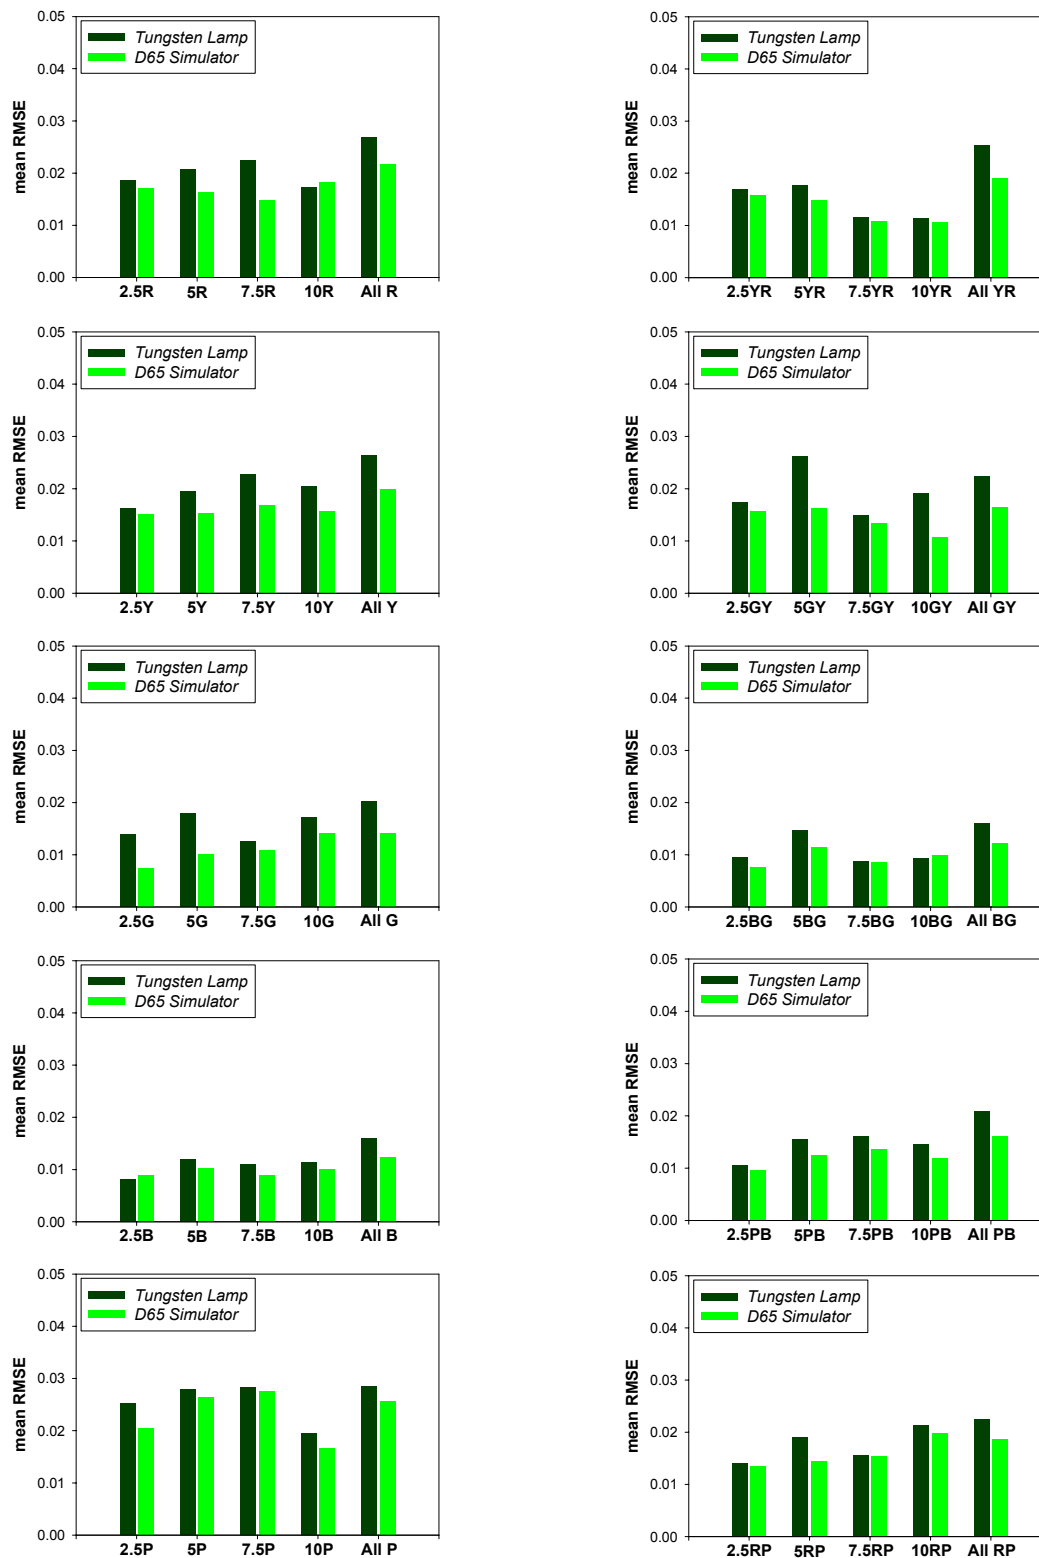 mean RMSE
0.05
0.04
0.03
0.02
0.01
0.00
Tungsten Lamp
D65 Simulator
2.5R 5R 7.5R 10R All R
mean RMSE
0.05
0.04
0.03
0.02
0.01
0.00
Tungsten Lamp
D65 Simulator
2.5YR 5YR 7.5YR 10YR All YR
mean RMSE
0.05
0.04
0.03
0.02
0.01
0.00
Tungsten Lamp
D65 Simulator
2.5Y 5Y 7.5Y 10Y All Y
mean RMSE
0.05
0.04
0.03
0.02
0.01
0.00
Tungsten Lamp
D65 Simulator
2.5GY 5GY 7.5GY 10GY All GY
mean RMSE
0.05
0.04
0.03
0.02
0.01
0.00
Tungsten Lamp
D65 Simulator
2.5G 5G 7.5G 10G All G
mean RMSE
0.05
0.04
0.03
0.02
0.01
0.00
Tungsten Lamp
D65 Simulator
2.5BG 5BG 7.5BG 10BG All BG
mean RMSE
0.05
0.04
0.03
0.02
0.01
0.00
Tungsten Lamp
D65 Simulator
2.5B 5B 7.5B 10B All B
mean RMSE
0.05
0.04
0.03
0.02
0.01
0.00
Tungsten Lamp
D65 Simulator
2.5PB 5PB 7.5PB 10PB All PB
mean RMSE
0.05
0.04
0.03
0.02
0.01
0.00
Tungsten Lamp
D65 Simulator
2.5P 5P 7.5P 10P All P
mean RMSE
0.05
0.04
0.03
0.02
0.01
0.00
Tungsten Lamp
D65 Simulator
2.5RP 5RP 7.5RP 10RP All RP